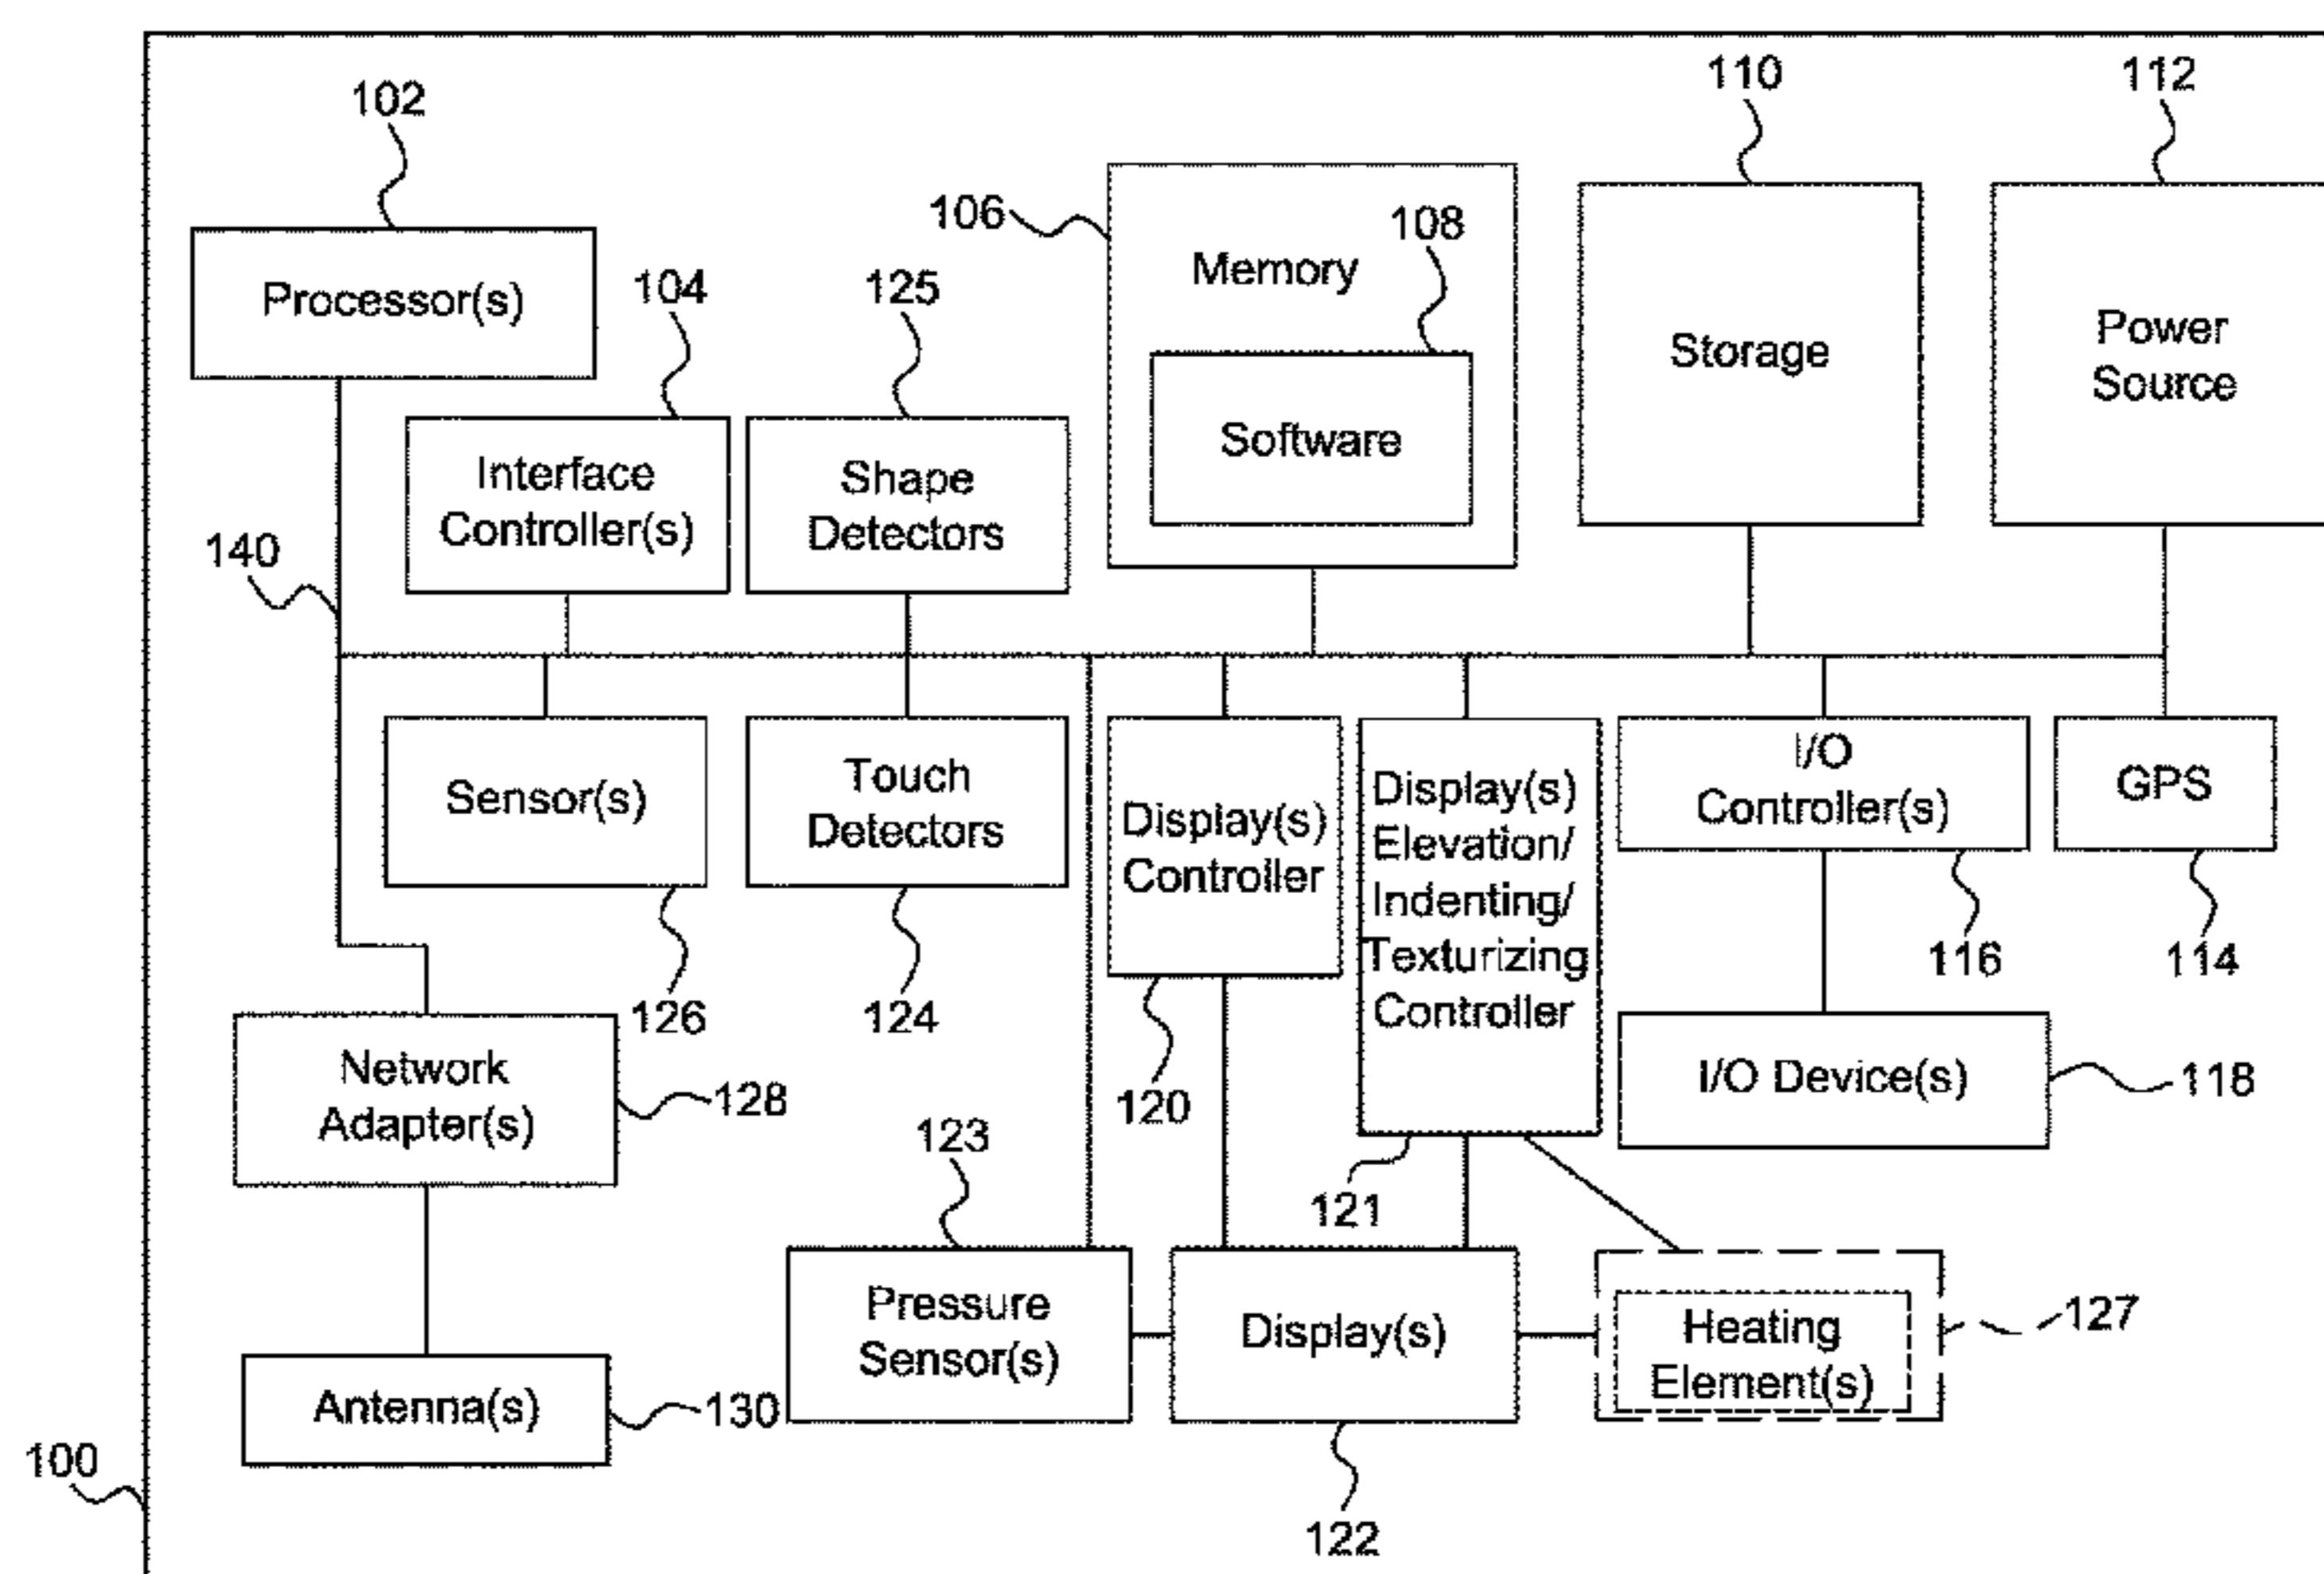 110
112
102
106
108
Memory
104
125
Processor(s)
Storage
Power
Source
Software
Interface
Controller(s)
Shape
Detectors
140
Sensor(s)
Touch
Detectors
Display(s)
Controller
Display(s)
Elevation/
Indenting/
Texturizing
Controller
I/O
Controller(s)
GPS
126
124
116
114
Network
Adapter(s)
128
120
I/O Device(s)
118
123
121
Pressure
Sensor(s)
Display(s)
Heating
Element(s)
127
Antenna(s)
130
100
122